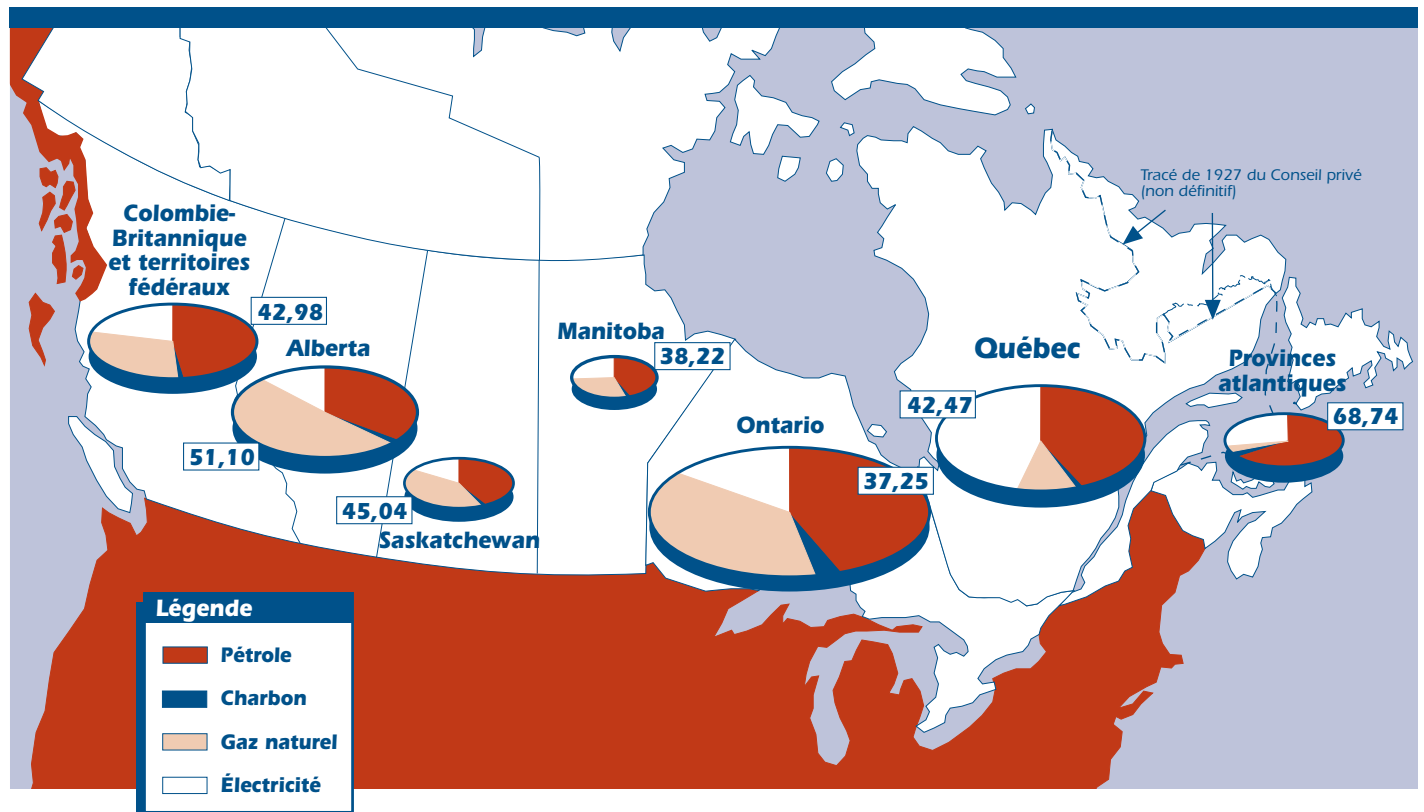 Tracé de 1927 du Conseil privé
(non définitif)
Colombie-
Britannique
et territoires
fédéraux
42,98
Alberta
51,10
45,04
Saskatchewan
Manitoba
38,22
Ontario
37,25
Québec
42,47
Provinces
atlantiques
68,74
Légende
Pétrole
Charbon
Gaz naturel
Électricité